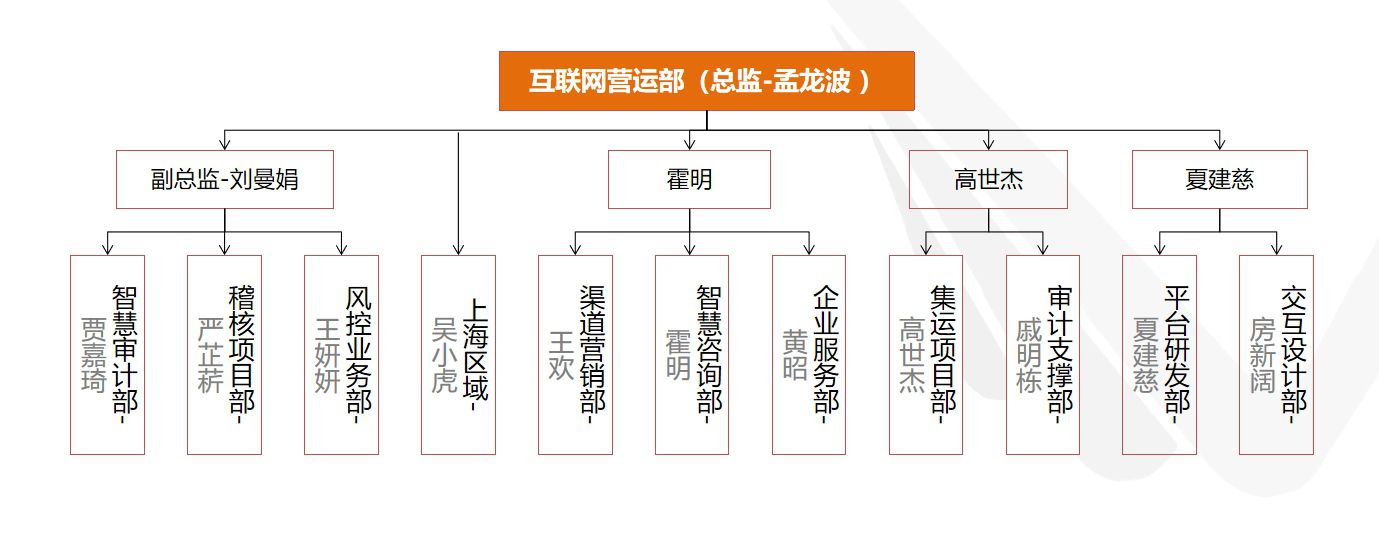 互联网营运部（总监-孟龙波 ）
副总监-刘曼娟
霍明
高世杰
夏建慈
智慧审计部-
贾嘉琦
稽核项目部-
严芷菥
风控业务部-
王妍妍
上海区域-
吴小虎
渠道营销部-
王欢
智慧咨询部-
霍明
企业服务部-
黄昭
集运项目部-
高世杰
审计支撑部-
戚明栋
平台研发部-
夏建慈
交互设计部-
房新阔